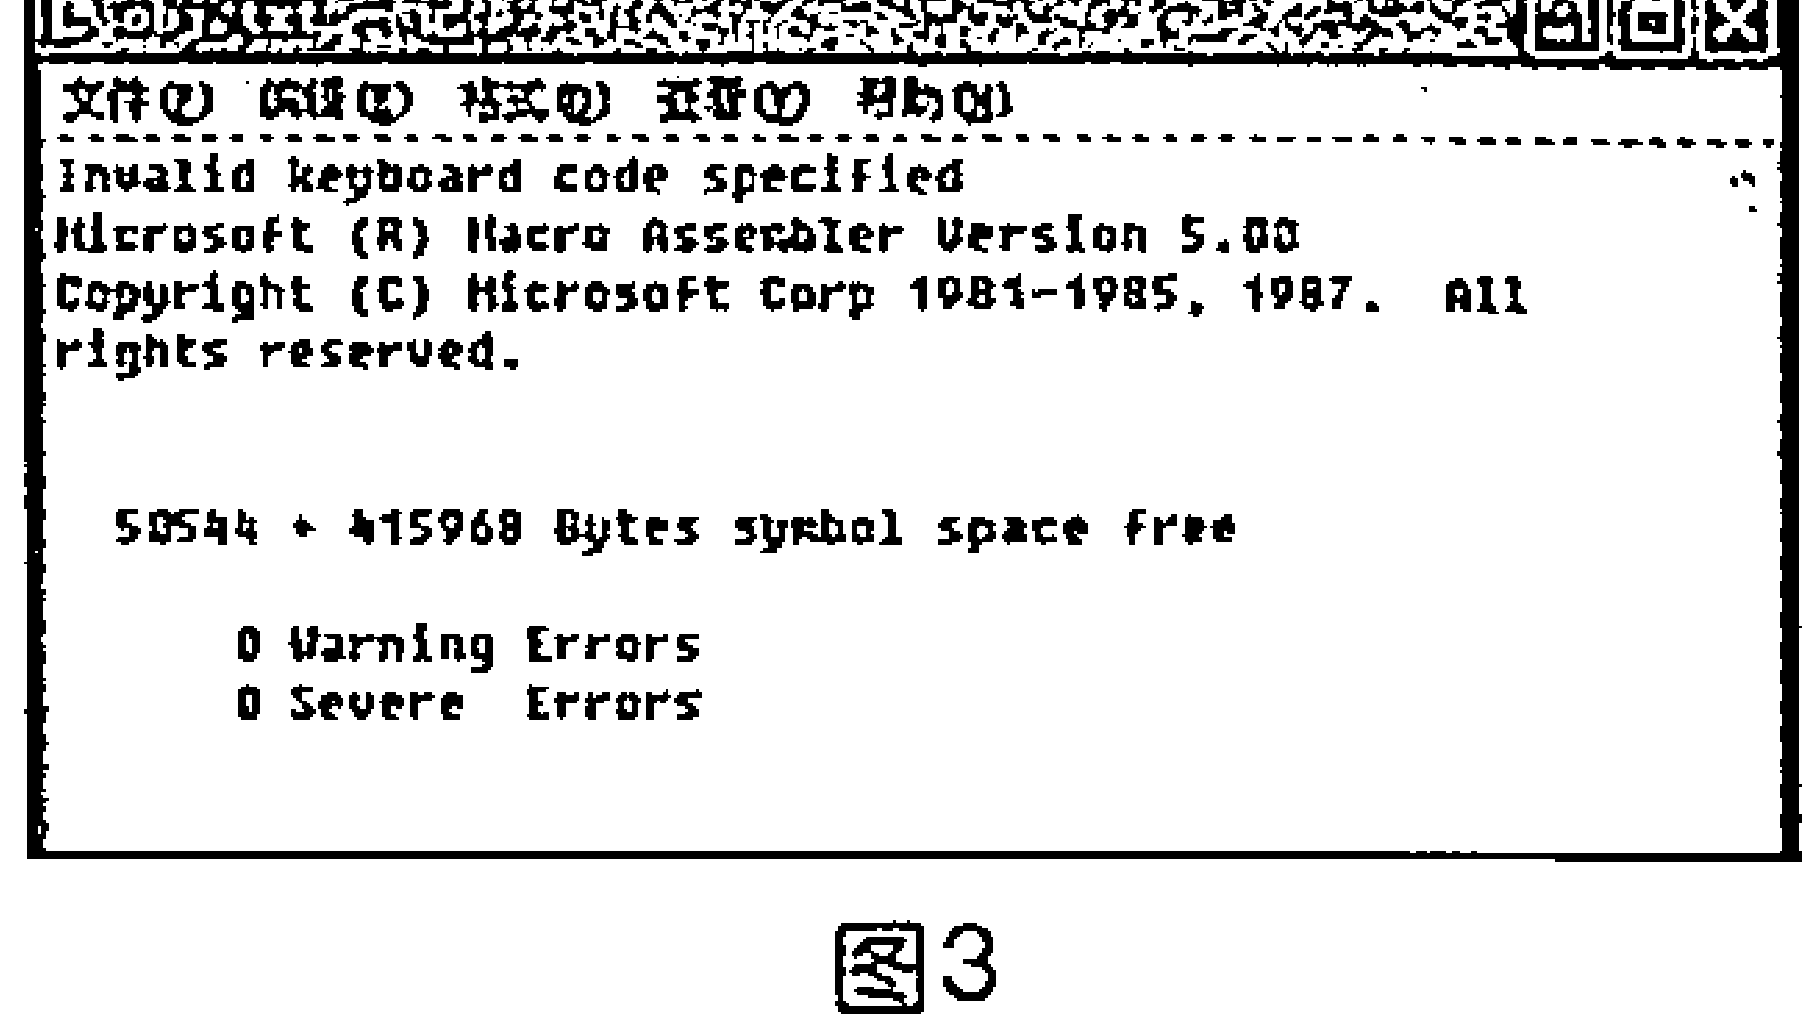 文件(F) 编辑(E) 格式(O) 查看(V) 帮助(H)
Invalid keyboard code specified
Microsoft (R) Macro Assembler Version 5.00
Copyright (C) Microsoft Corp 1981-1985, 1987.  All
rights reserved.
50544 + 415968 Bytes symbol space free
0 Warning Errors
0 Severe  Errors
图3